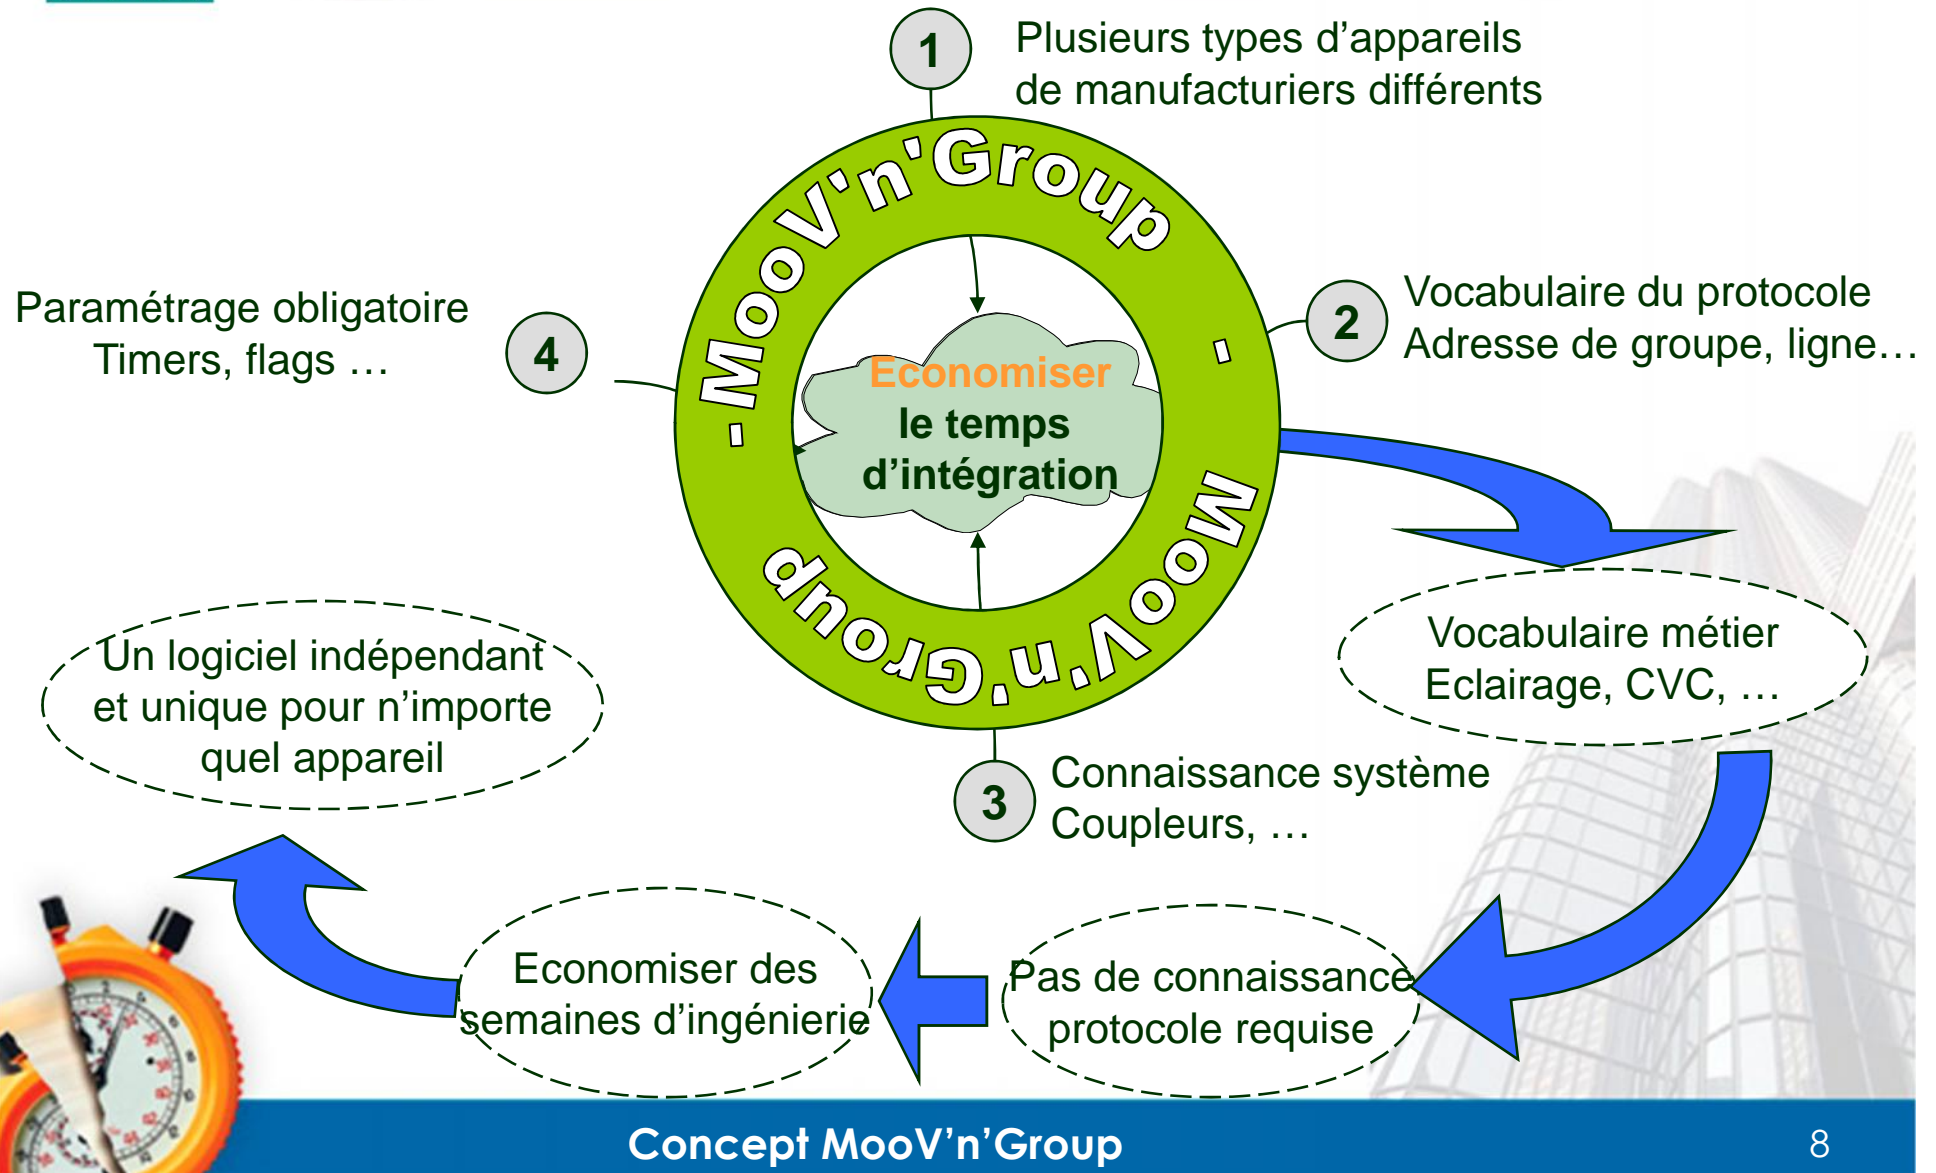 1
Plusieurs types d’appareils
de manufacturiers différents
-MooV'n'Group -
MooV'n'Group
Economiser
le temps
d’intégration
2
Vocabulaire du protocole
Adresse de groupe, ligne…
4
Paramétrage obligatoire
Timers, flags …
3
Connaissance système
Coupleurs, …
Vocabulaire métier
Eclairage, CVC, …
Pas de connaissance
protocole requise
Economiser des
semaines d’ingénierie
Un logiciel indépendant
et unique pour n’importe
quel appareil
Concept MooV’n’Group
8